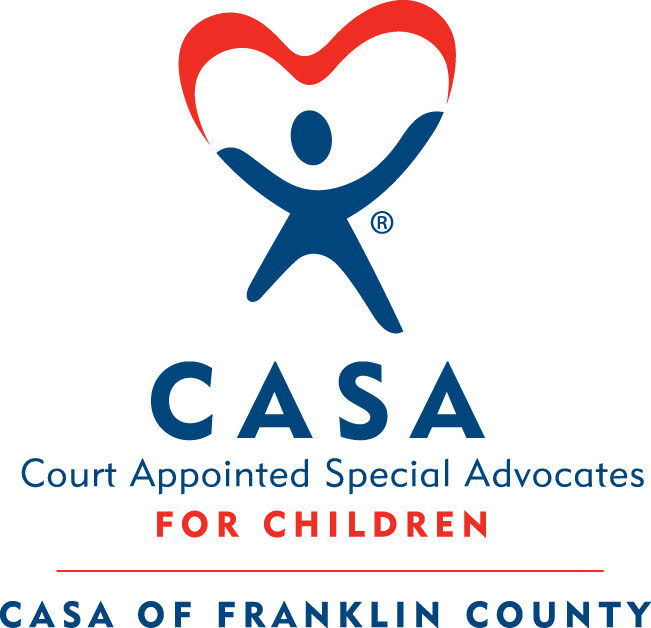 ®
CASA
Court Appointed Special Advocates
FOR CHILDREN
CASA OF FRANKLIN COUNTY